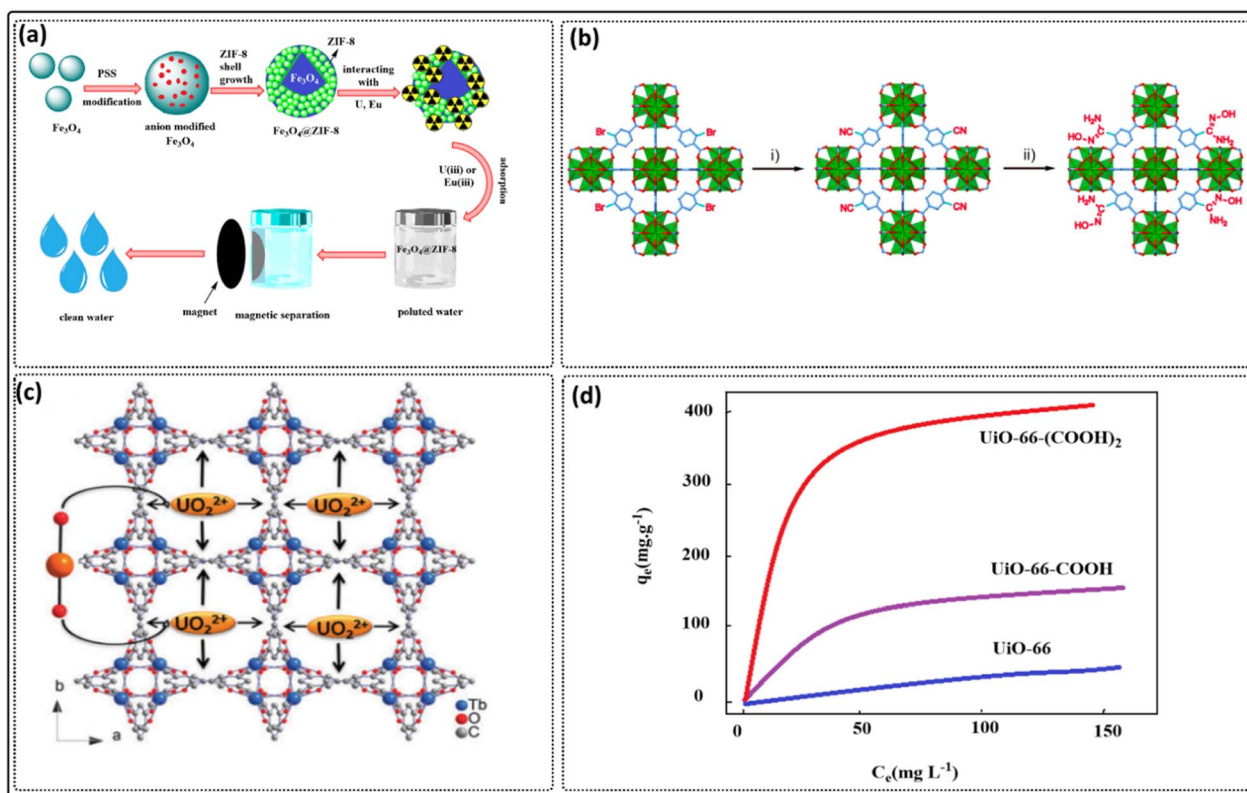 (a)
ZIF-8
PSS
modification
Fe₃O₄
anion modified
Fe₃O₄
ZIF-8
shell
growth
Fe₃O₄
Fe₃O₄@ZIF-8
interacting
with
U, Eu
adsorption
U(iii) or
Eu(iii)
Fe₃O₄@ZIF-8
poluted water
magnetic separation
magnet
clean water
(b)
Br
Br
Br
Br
i)
NC
CN
NC
CN
ii)
H₂N
HO
N
N
OH
NH₂
H₂N
HO
N
N
OH
NH₂
(c)
UO₂²⁺
UO₂²⁺
UO₂²⁺
UO₂²⁺
b
a
Tb
O
C
(d)
400
300
200
100
0
qₑ(mg.g⁻¹)
UiO-66-(COOH)₂
UiO-66-COOH
UiO-66
0
50
100
150
Cₑ(mg L⁻¹)